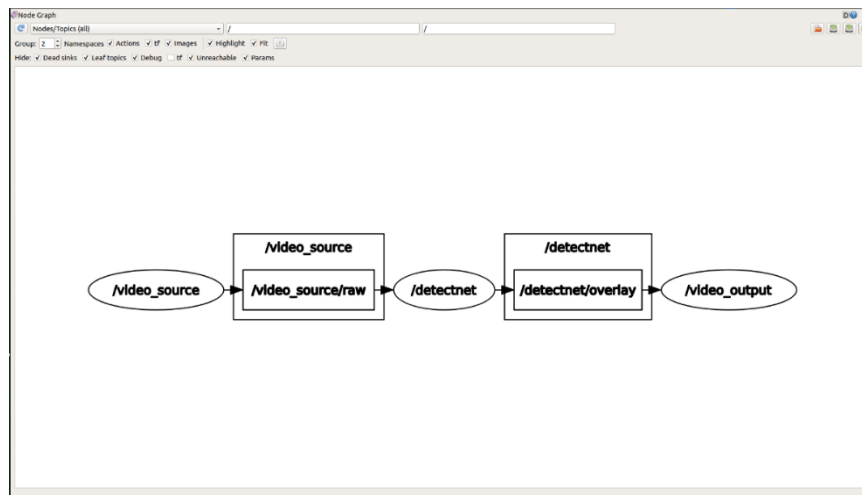 Node Graph
Nodes/Topics (all) / /
Group: 2 Namespaces ✓ Actions ✓ tf ✓ Images ✓ Highlight ✓ Fit
Hide: ✓ Dead sinks ✓ Leaf topics ✓ Debug tf ✓ Unreachable ✓ Params
/video_source /detectnet
/video_source /video_source/raw /detectnet /detectnet/overlay /video_output